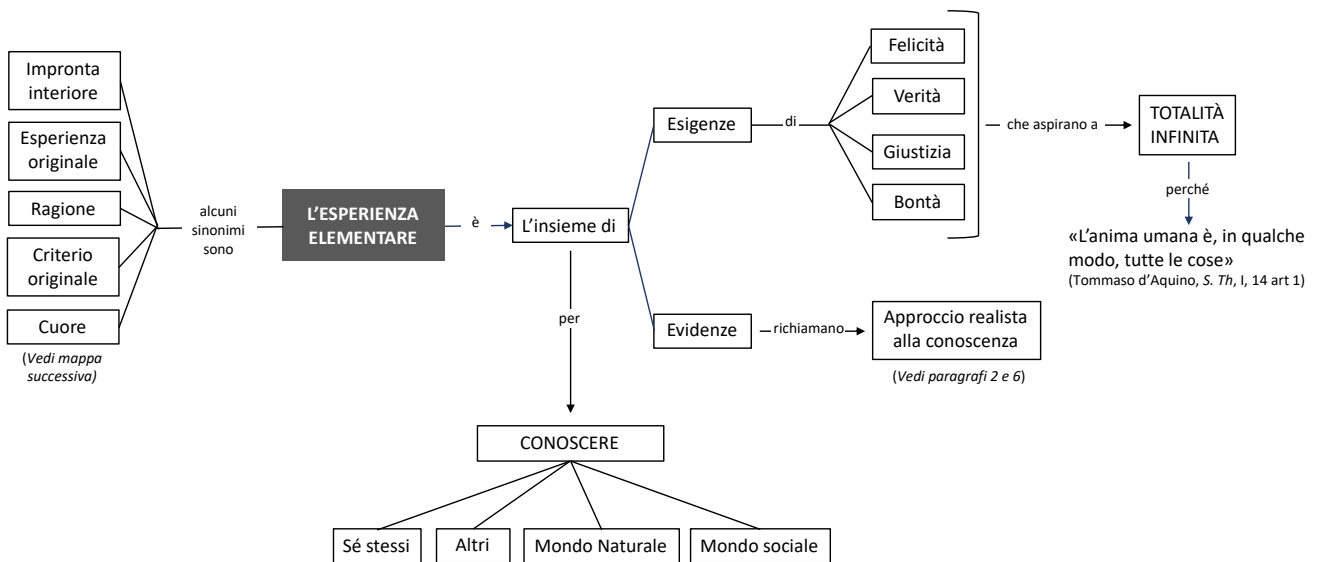 Impronta
interiore
Esperienza
originale
Ragione
Criterio
originale
Cuore
(Vedi mappa
successiva)
alcuni
sinonimi
sono
L’ESPERIENZA
ELEMENTARE
è
L’insieme di
Esigenze
di
Felicità
Verità
Giustizia
Bontà
che aspirano a
TOTALITÀ
INFINITA
perché
«L’anima umana è, in qualche
modo, tutte le cose»
(Tommaso d’Aquino, S. Th, I, 14 art 1)
Evidenze
richiamano
Approccio realista
alla conoscenza
(Vedi paragrafi 2 e 6)
per
CONOSCERE
Sé stessi
Altri
Mondo Naturale
Mondo sociale